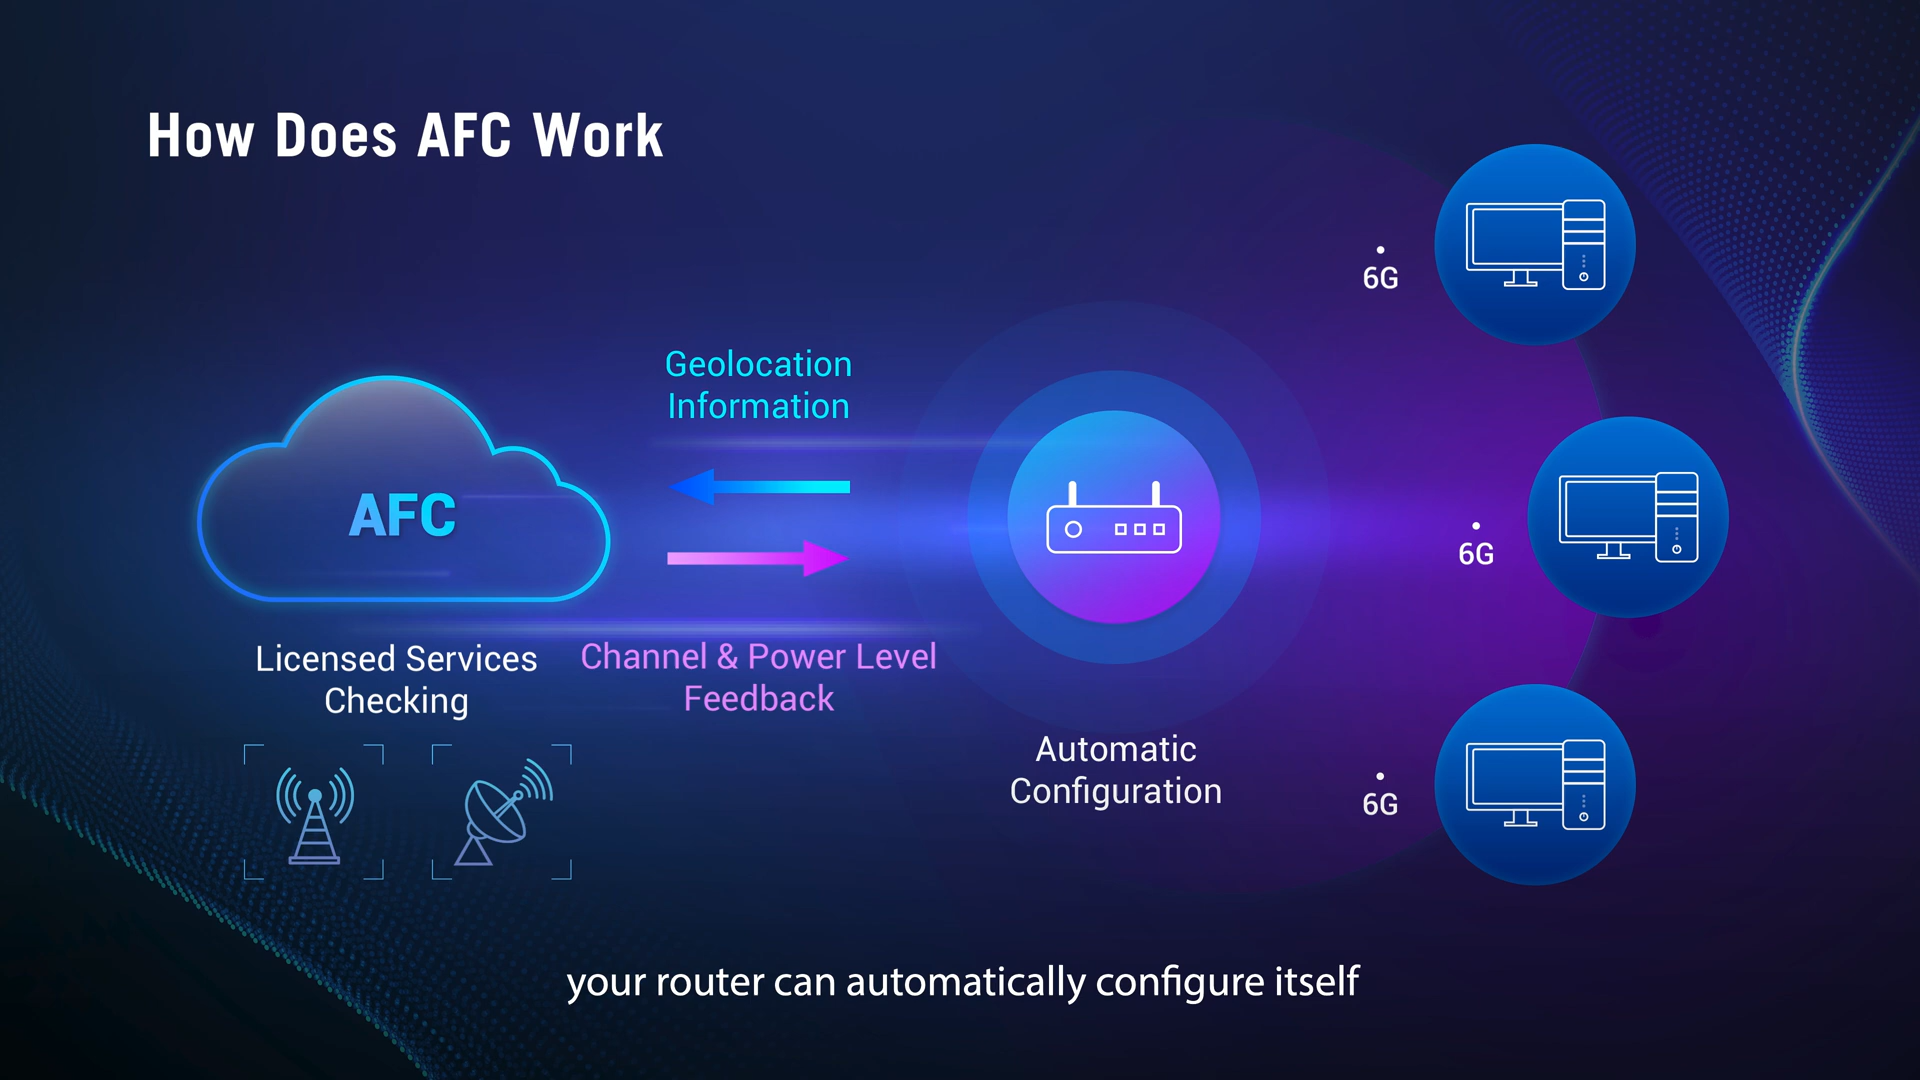 How Does AFC Work
6G
Geolocation
Information
AFC
6G
Licensed Services
Checking
Channel & Power Level
Feedback
Automatic
Configuration
6G
your router can automatically configure itself